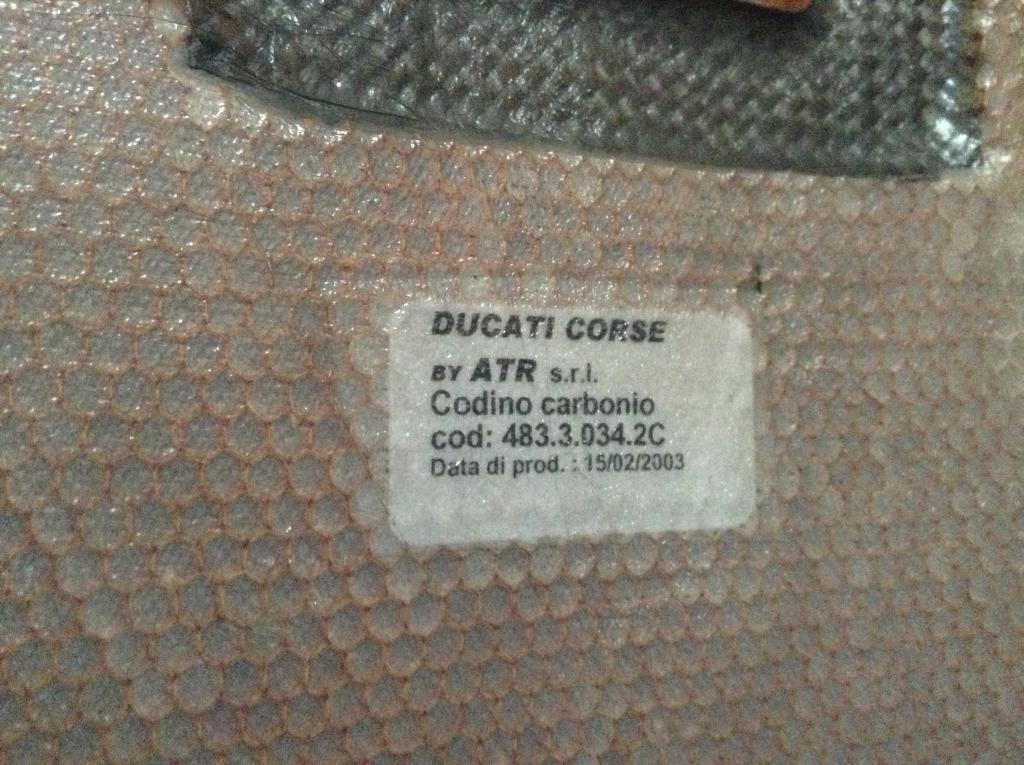 DUCATI CORSE
BY ATR s.r.l.
Codino carbonio
cod: 483.3.034.2C
Data di prod. : 15/02/2003